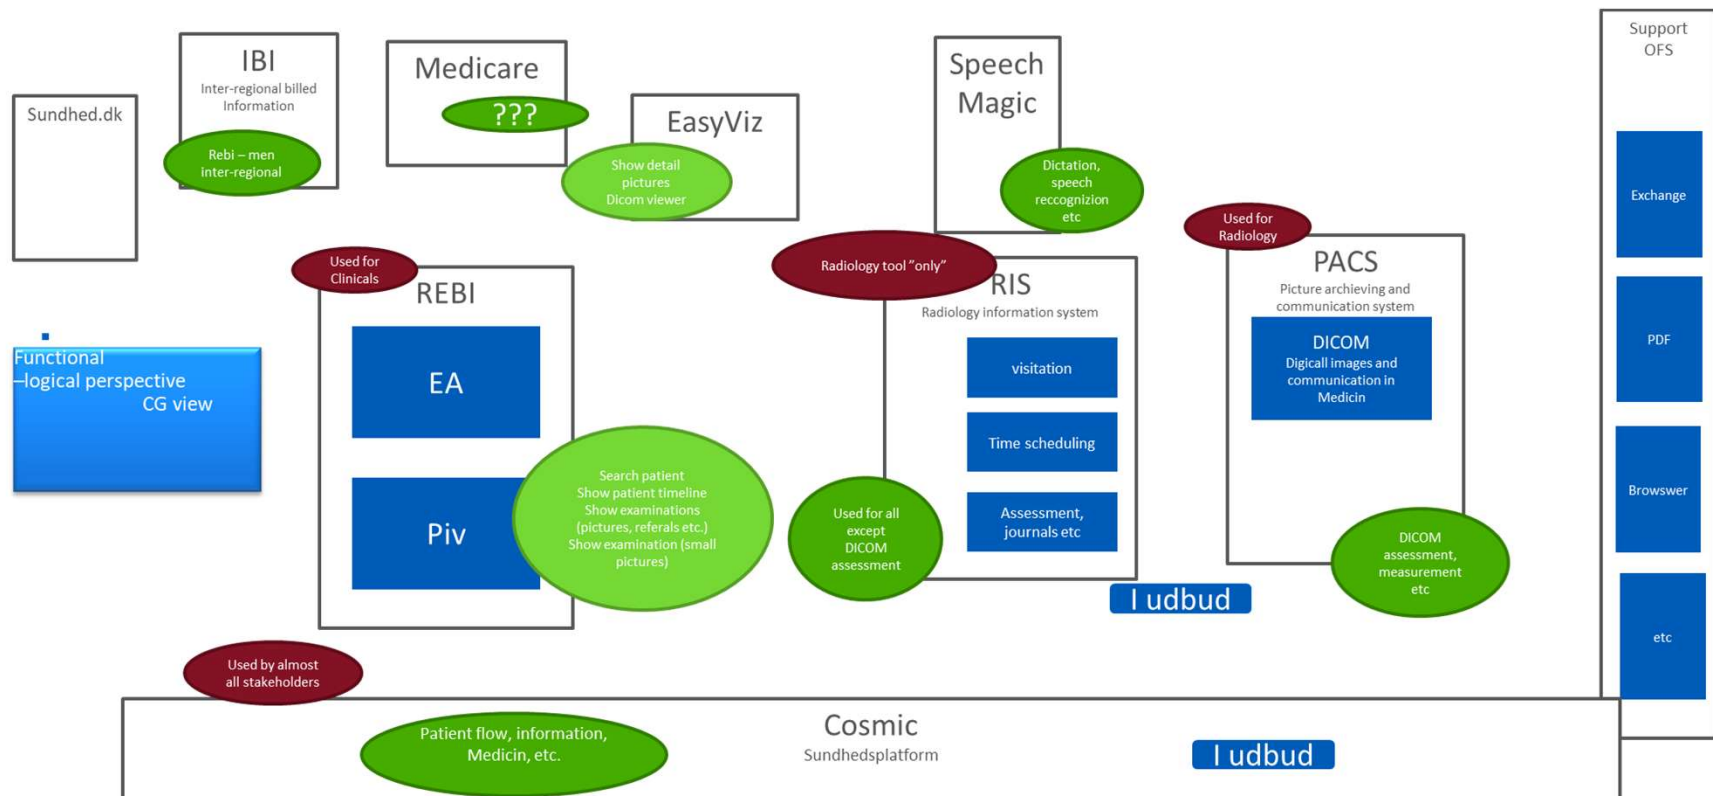 Sundhed.dk
IBI
Inter-regional billed
Information
Rebi – men
inter-regional
Medicare
???
EasyViz
Show detail
pictures
Dicom viewer
Speech
Magic
Dictation,
speech
reccognizion
etc
Support
OFS
Exchange
PDF
Browswer
etc
Functional
–logical perspective
CG view
Used for
Clinicals
REBI
EA
Piv
Search patient
Show patient timeline
Show examinations
(pictures, referals etc.)
Show examination (small
pictures)
Radiology tool ”only”
RIS
Radiology information system
visitation
Time scheduling
Assessment,
journals etc
Used for all
except
DICOM
assessment
I udbud
Used for
Radiology
PACS
Picture archieving and
communication system
DICOM
Digicall images and
communication in
Medicin
DICOM
assessment,
measurement
etc
Used by almost
all stakeholders
Cosmic
Sundhedsplatform
Patient flow, information,
Medicin, etc.
I udbud